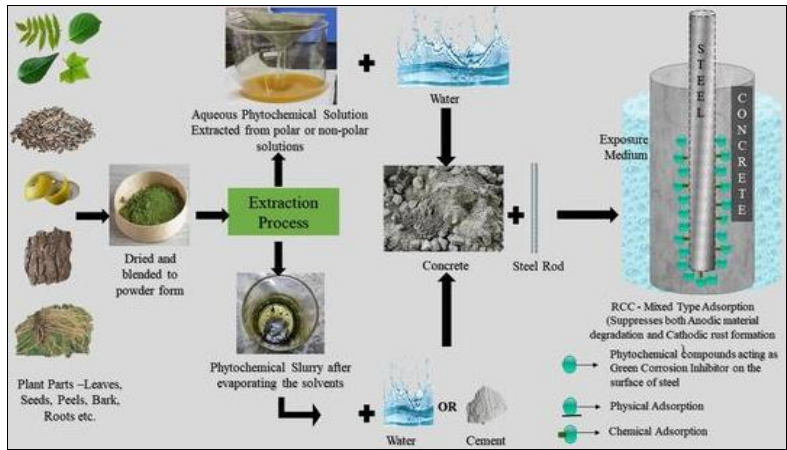 Aqueous Phytochemical Solution
Extracted from polar or non-polar
solutions
Water
STEEL
CONCRETE
Exposure
Medium
Extraction
Process
Dried and
blended to
powder form
Concrete
Steel Rod
RCC - Mixed Type Adsorption
(Suppresses both Anodic material
degradation and Cathodic rust formation
)
Phytochemical compounds acting as
Green Corrosion Inhibitor on the
surface of steel
Physical Adsorption
Chemical Adsorption
Phytochemical Slurry after
evaporating the solvents
Plant Parts –Leaves,
Seeds, Peels, Bark,
Roots etc.
OR
Water
Cement